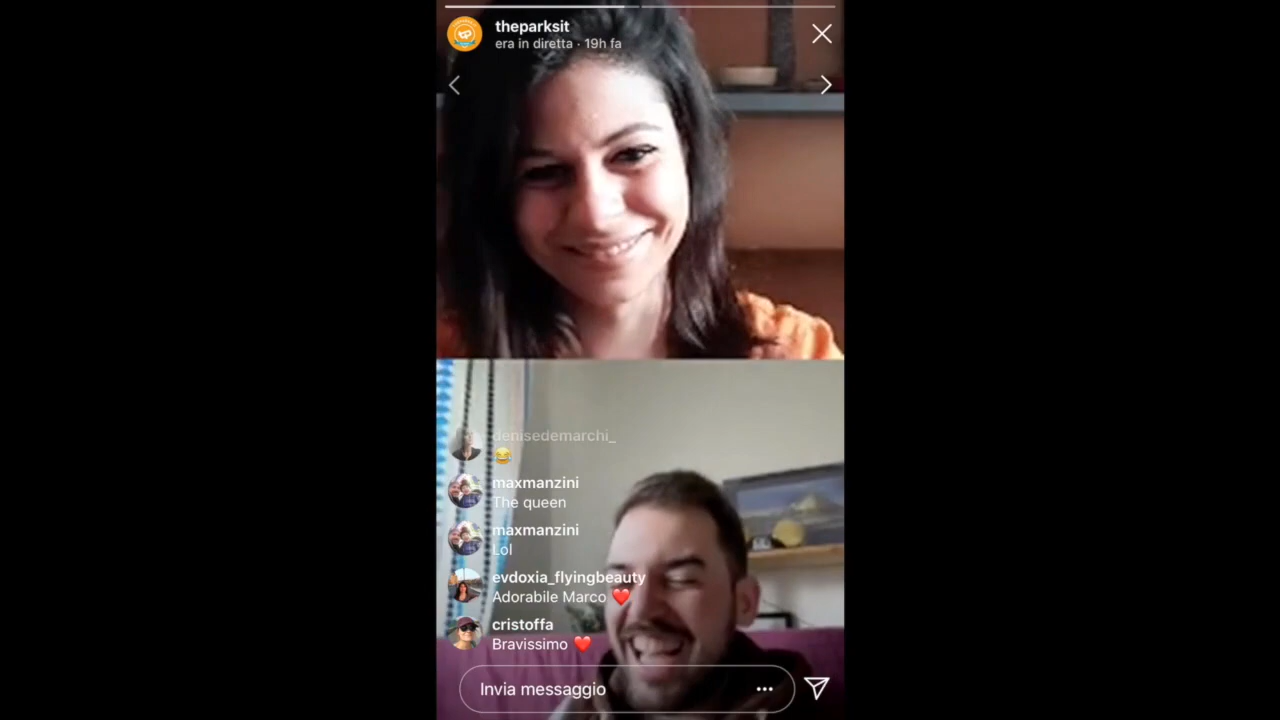 theparksit
era in diretta · 19h fa
denisedemarchi_
😂
maxmanzini
The queen
maxmanzini
Lol
evdoxia_flyingbeauty
Adorabile Marco ❤️
cristoffa
Bravissimo ❤️
Invia messaggio